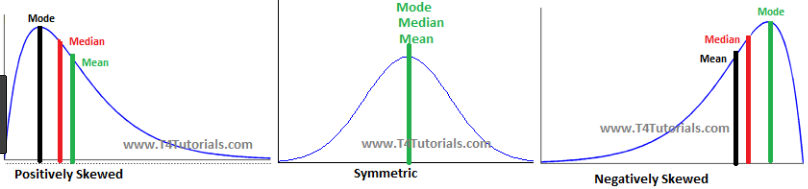 Mode
Median
Mean
www.T4Tutorials.com
Positively Skewed
Mode
Median
Mean
www.T4Tutorials.com
Symmetric
Mode
Median
Mean
www.T4Tutorials.com
Negatively Skewed